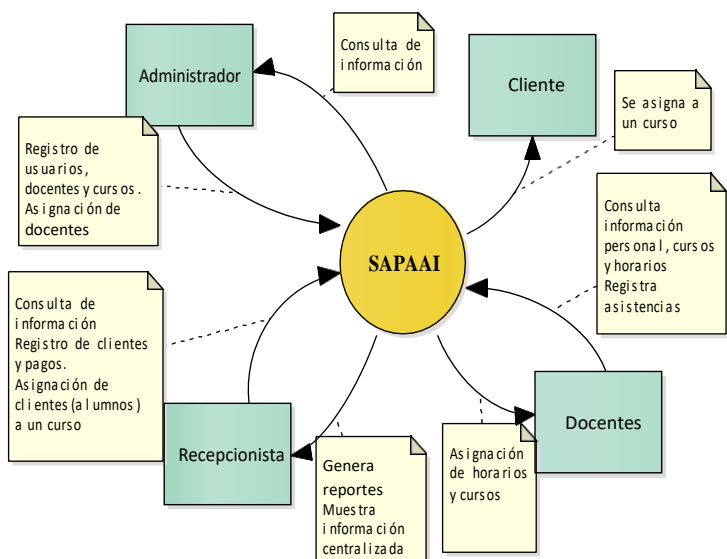 Administrador
Consulta de
información
Cliente
Se asigna a
un curso
Registro de
usuarios,
docentes y cursos.
Asignación de
docentes
Consulta
información
personal, cursos
y horarios
Registra
asistencias
SAPAAI
Consulta de
información
Registro de clientes
y pagos.
Asignación de
clientes (alumnos)
a un curso
Recepcionista
Genera
reportes
Muestra
información
centralizada
Asignación
de horarios
y cursos
Docentes